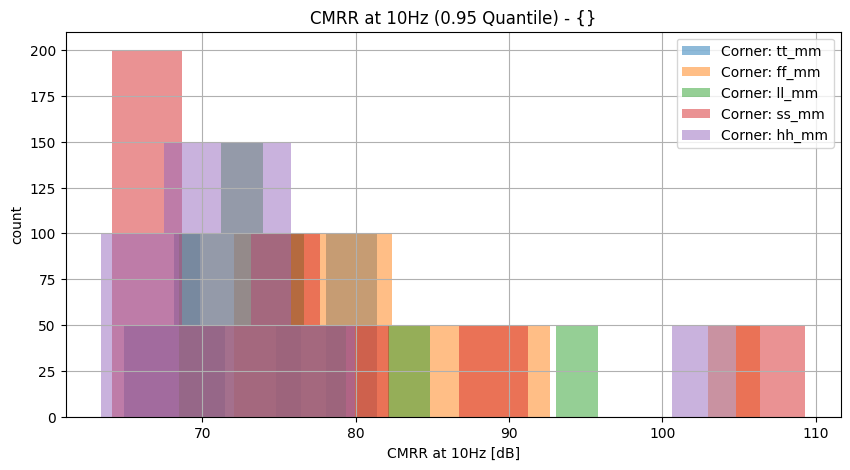 CMRR at 10Hz (0.95 Quantile) - {}
Corner: tt_mm
Corner: ff_mm
Corner: ll_mm
Corner: ss_mm
Corner: hh_mm
count
200
175
150
125
100
75
50
25
0
70 80 90 100 110
CMRR at 10Hz [dB]